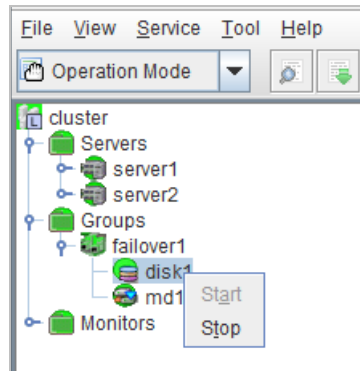 File View Service Tool Help
Operation Mode
L cluster
Servers
server1
server2
Groups
failover1
disk1
md1
Start
Stop
Monitors